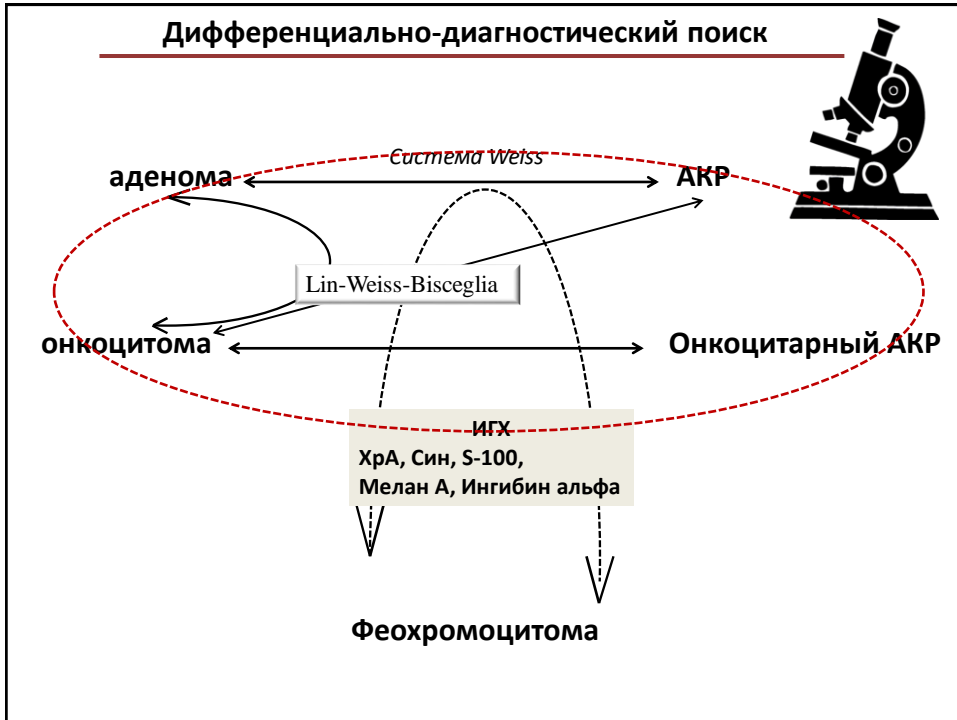 Дифференциально-диагностический поиск
Система Weiss
аденома
АКР
Lin-Weiss-Bisceglia
онкоцитома
Онкоцитарный АКР
ИГХ
ХрА, Син, S-100,
Мелан А, Ингибин альфа
Феохромоцитома